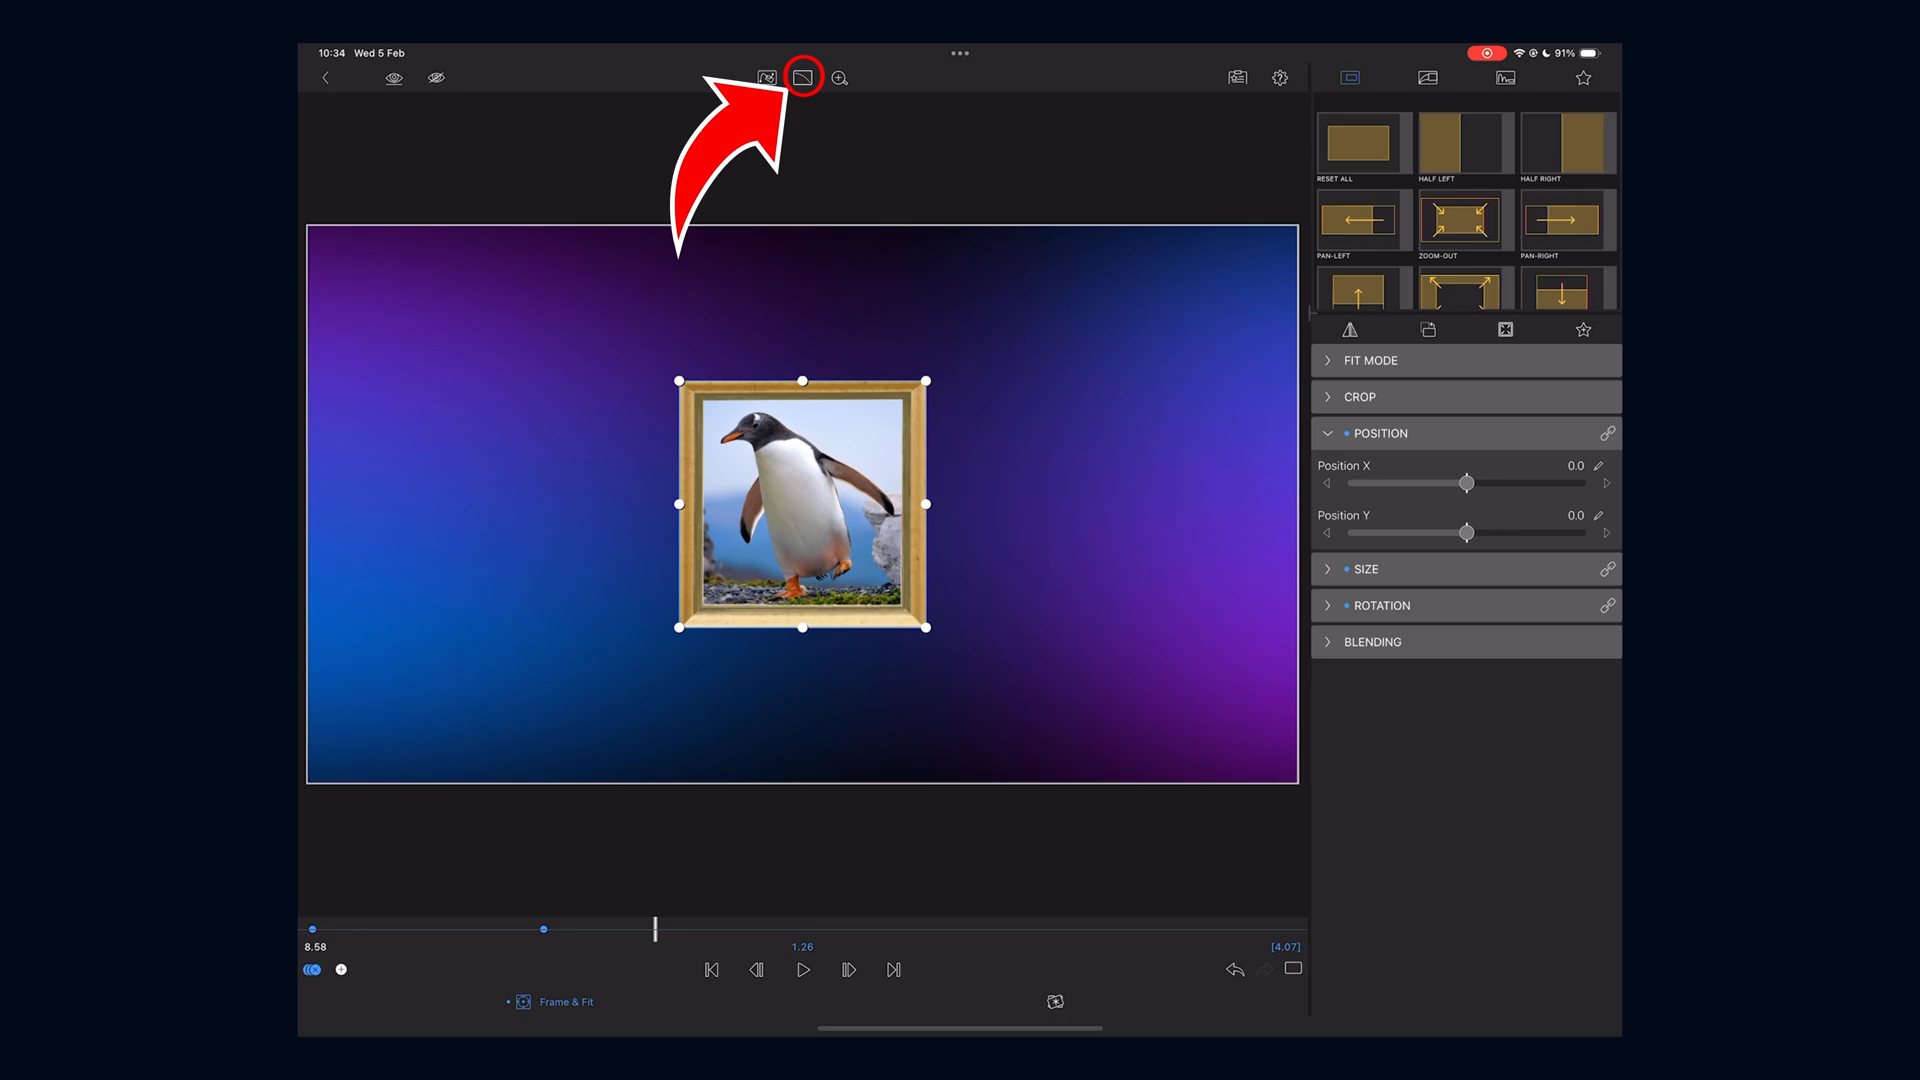 10:34 Wed 5 Feb
91%
RESET ALL
HALF LEFT
HALF RIGHT
PAN-LEFT
ZOOM-OUT
PAN-RIGHT
FIT MODE
CROP
POSITION
Position X 0.0
Position Y 0.0
SIZE
ROTATION
BLENDING
8.58
1.26
[4.07]
Frame & Fit